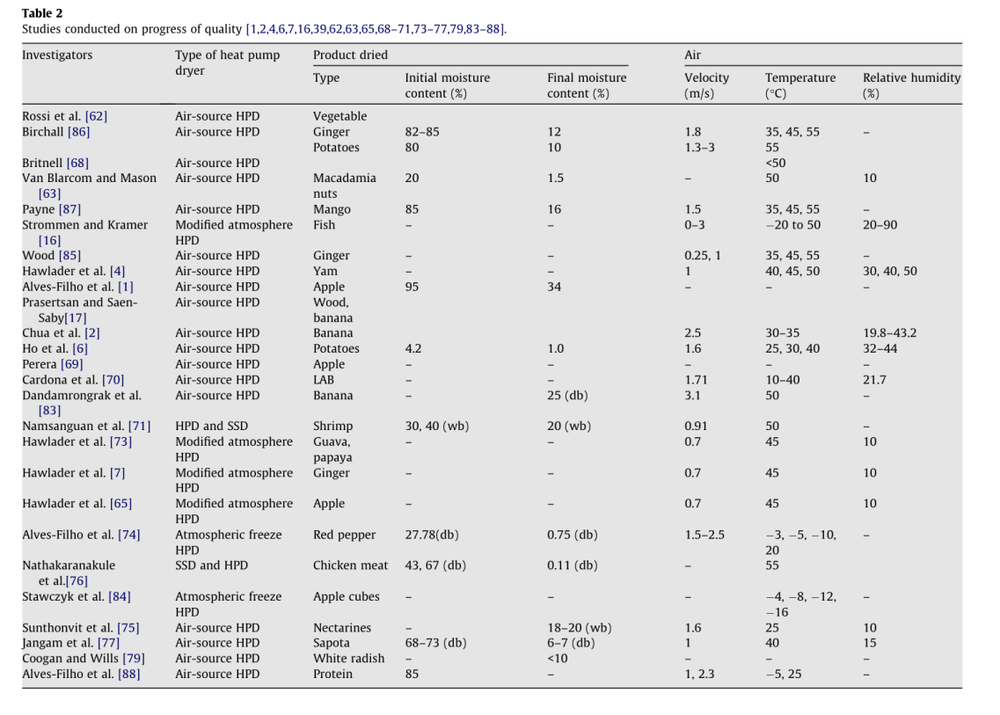 Table 2
Studies conducted on progress of quality [1,2,4,6,7,16,39,62,63,65,68–71,73–77,79,83–88].
Investigators Type of heat pump dryer Product dried Air
Type Initial moisture content (%) Final moisture content (%) Velocity (m/s) Temperature (°C) Relative humidity (%)
Rossi et al. [62] Air-source HPD Vegetable
Birchall [86] Air-source HPD Ginger 82–85 12 1.8 35, 45, 55 –
Potatoes 80 10 1.3–3 55
Britnell [68] Air-source HPD <50
Van Blarcom and Mason [63] Air-source HPD Macadamia nuts 20 1.5 – 50 10
Payne [87] Air-source HPD Mango 85 16 1.5 35, 45, 55 –
Strommen and Kramer [16] Modified atmosphere HPD Fish – – 0–3 −20 to 50 20–90
Wood [85] Air-source HPD Ginger – – 0.25, 1 35, 45, 55 –
Hawlader et al. [4] Air-source HPD Yam – – 1 40, 45, 50 30, 40, 50
Alves-Filho et al. [1] Air-source HPD Apple 95 34 – – –
Prasertsan and Saen-Saby[17] Air-source HPD Wood, banana
Chua et al. [2] Air-source HPD Banana 2.5 30–35 19.8–43.2
Ho et al. [6] Air-source HPD Potatoes 4.2 1.0 1.6 25, 30, 40 32–44
Perera [69] Air-source HPD Apple – – – – –
Cardona et al. [70] Air-source HPD LAB – – 1.71 10–40 21.7
Dandamrongrak et al. [83] Air-source HPD Banana – 25 (db) 3.1 50 –
Namsanguan et al. [71] HPD and SSD Shrimp 30, 40 (wb) 20 (wb) 0.91 50 –
Hawlader et al. [73] Modified atmosphere HPD Guava, papaya – – 0.7 45 10
Hawlader et al. [7] Modified atmosphere HPD Ginger – – 0.7 45 10
Hawlader et al. [65] Modified atmosphere HPD Apple – – 0.7 45 10
Alves-Filho et al. [74] Atmospheric freeze HPD Red pepper 27.78(db) 0.75 (db) 1.5–2.5 −3, −5, −10, 20 –
Nathakaranakule et al.[76] SSD and HPD Chicken meat 43, 67 (db) 0.11 (db) – 55
Stawczyk et al. [84] Atmospheric freeze HPD Apple cubes – – – −4, −8, −12, −16 –
Sunthonvit et al. [75] Air-source HPD Nectarines – 18–20 (wb) 1.6 25 10
Jangam et al. [77] Air-source HPD Sapota 68–73 (db) 6–7 (db) 1 40 15
Coogan and Wills [79] Air-source HPD White radish – <10 – – –
Alves-Filho et al. [88] Air-source HPD Protein 85 – 1, 2.3 −5, 25 –